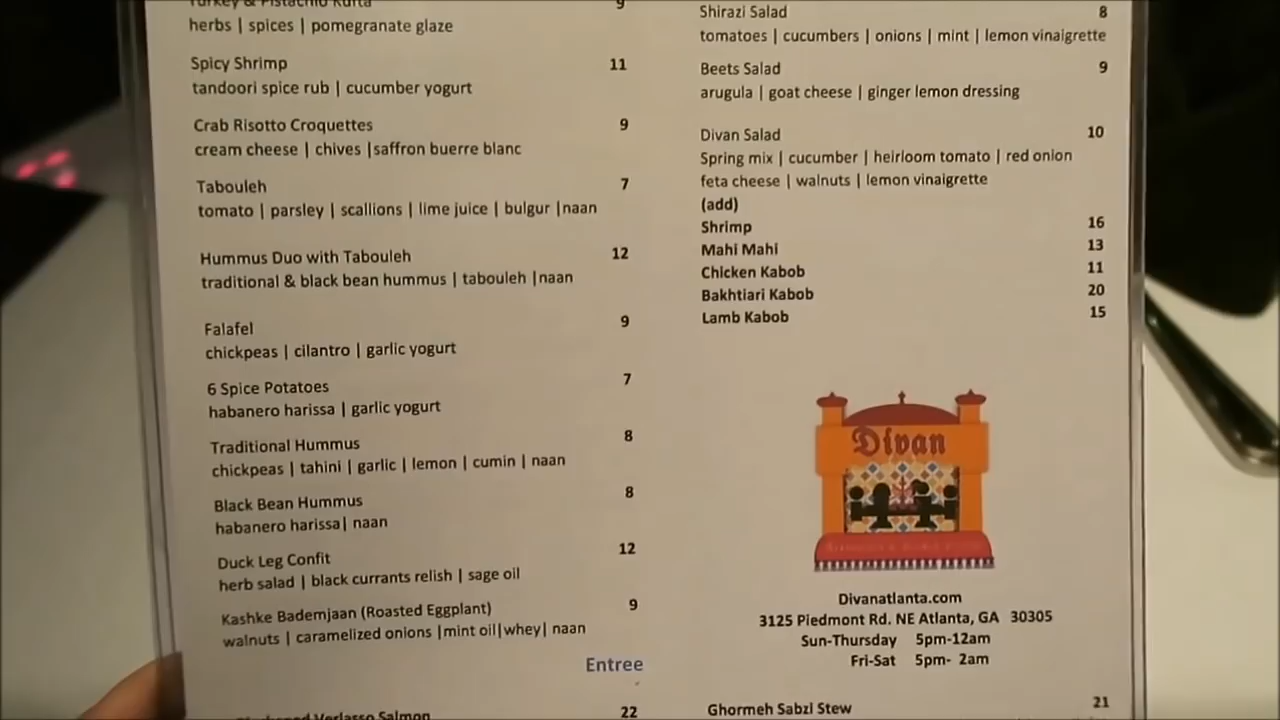 Turkey & Pistachio Kufta 9
herbs | spices | pomegranate glaze
Spicy Shrimp 11
tandoori spice rub | cucumber yogurt
Crab Risotto Croquettes 9
cream cheese | chives |saffron buerre blanc
Tabouleh 7
tomato | parsley | scallions | lime juice | bulgur |naan
Hummus Duo with Tabouleh 12
traditional & black bean hummus | tabouleh |naan
Falafel 9
chickpeas | cilantro | garlic yogurt
6 Spice Potatoes 7
habanero harissa | garlic yogurt
Traditional Hummus 8
chickpeas | tahini | garlic | lemon | cumin | naan
Black Bean Hummus 8
habanero harissa| naan
Duck Leg Confit 12
herb salad | black currants relish | sage oil
Kashke Bademjaan (Roasted Eggplant) 9
walnuts | caramelized onions |mint oil|whey| naan
Shirazi Salad 8
tomatoes | cucumbers | onions | mint | lemon vinaigrette
Beets Salad 9
arugula | goat cheese | ginger lemon dressing
Divan Salad 10
Spring mix | cucumber | heirloom tomato | red onion
feta cheese | walnuts | lemon vinaigrette
(add)
Shrimp 16
Mahi Mahi 13
Chicken Kabob 11
Bakhtiari Kabob 20
Lamb Kabob 15
Divan
Divanatlanta.com
3125 Piedmont Rd. NE Atlanta, GA 30305
Sun-Thursday 5pm-12am
Fri-Sat 5pm- 2am
Entree
Verlasso Salmon 22
Ghormeh Sabzi Stew 21